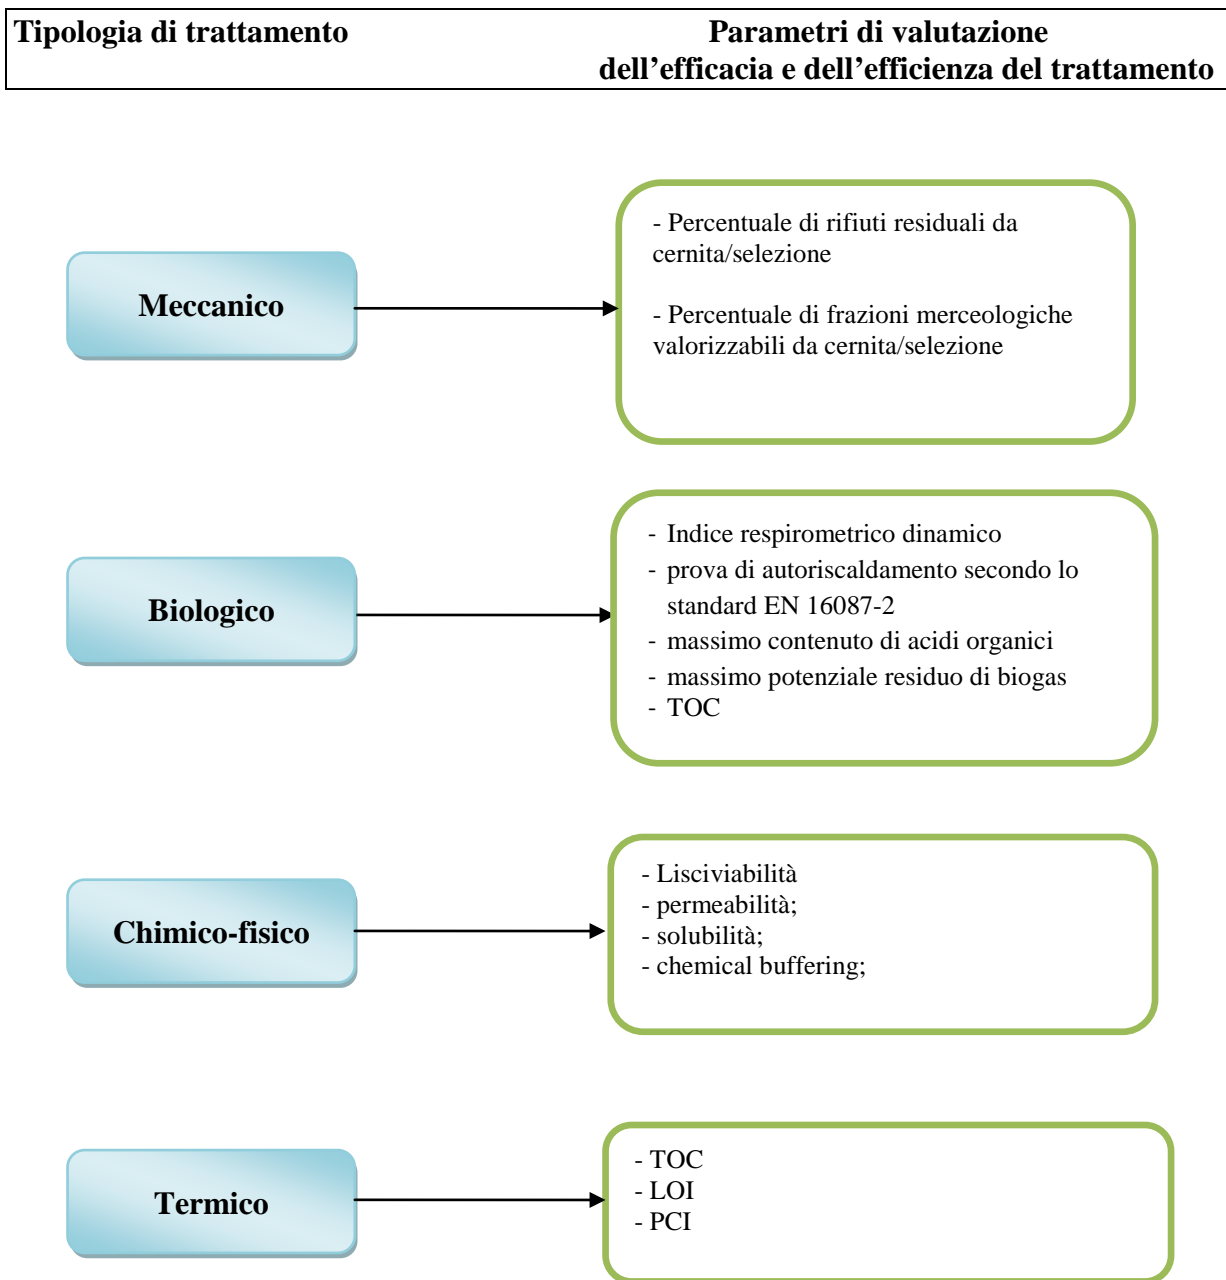 Tipologia di trattamento
Parametri di valutazione
dell’efficacia e dell’efficienza del trattamento
Meccanico
- Percentuale di rifiuti residuali da
cernita/selezione
- Percentuale di frazioni merceologiche
valorizzabili da cernita/selezione
Biologico
- Indice respirometrico dinamico
- prova di autoriscaldamento secondo lo
standard EN 16087-2
- massimo contenuto di acidi organici
- massimo potenziale residuo di biogas
- TOC
Chimico-fisico
- Lisciviabilità
- permeabilità;
- solubilità;
- chemical buffering;
Termico
- TOC
- LOI
- PCI